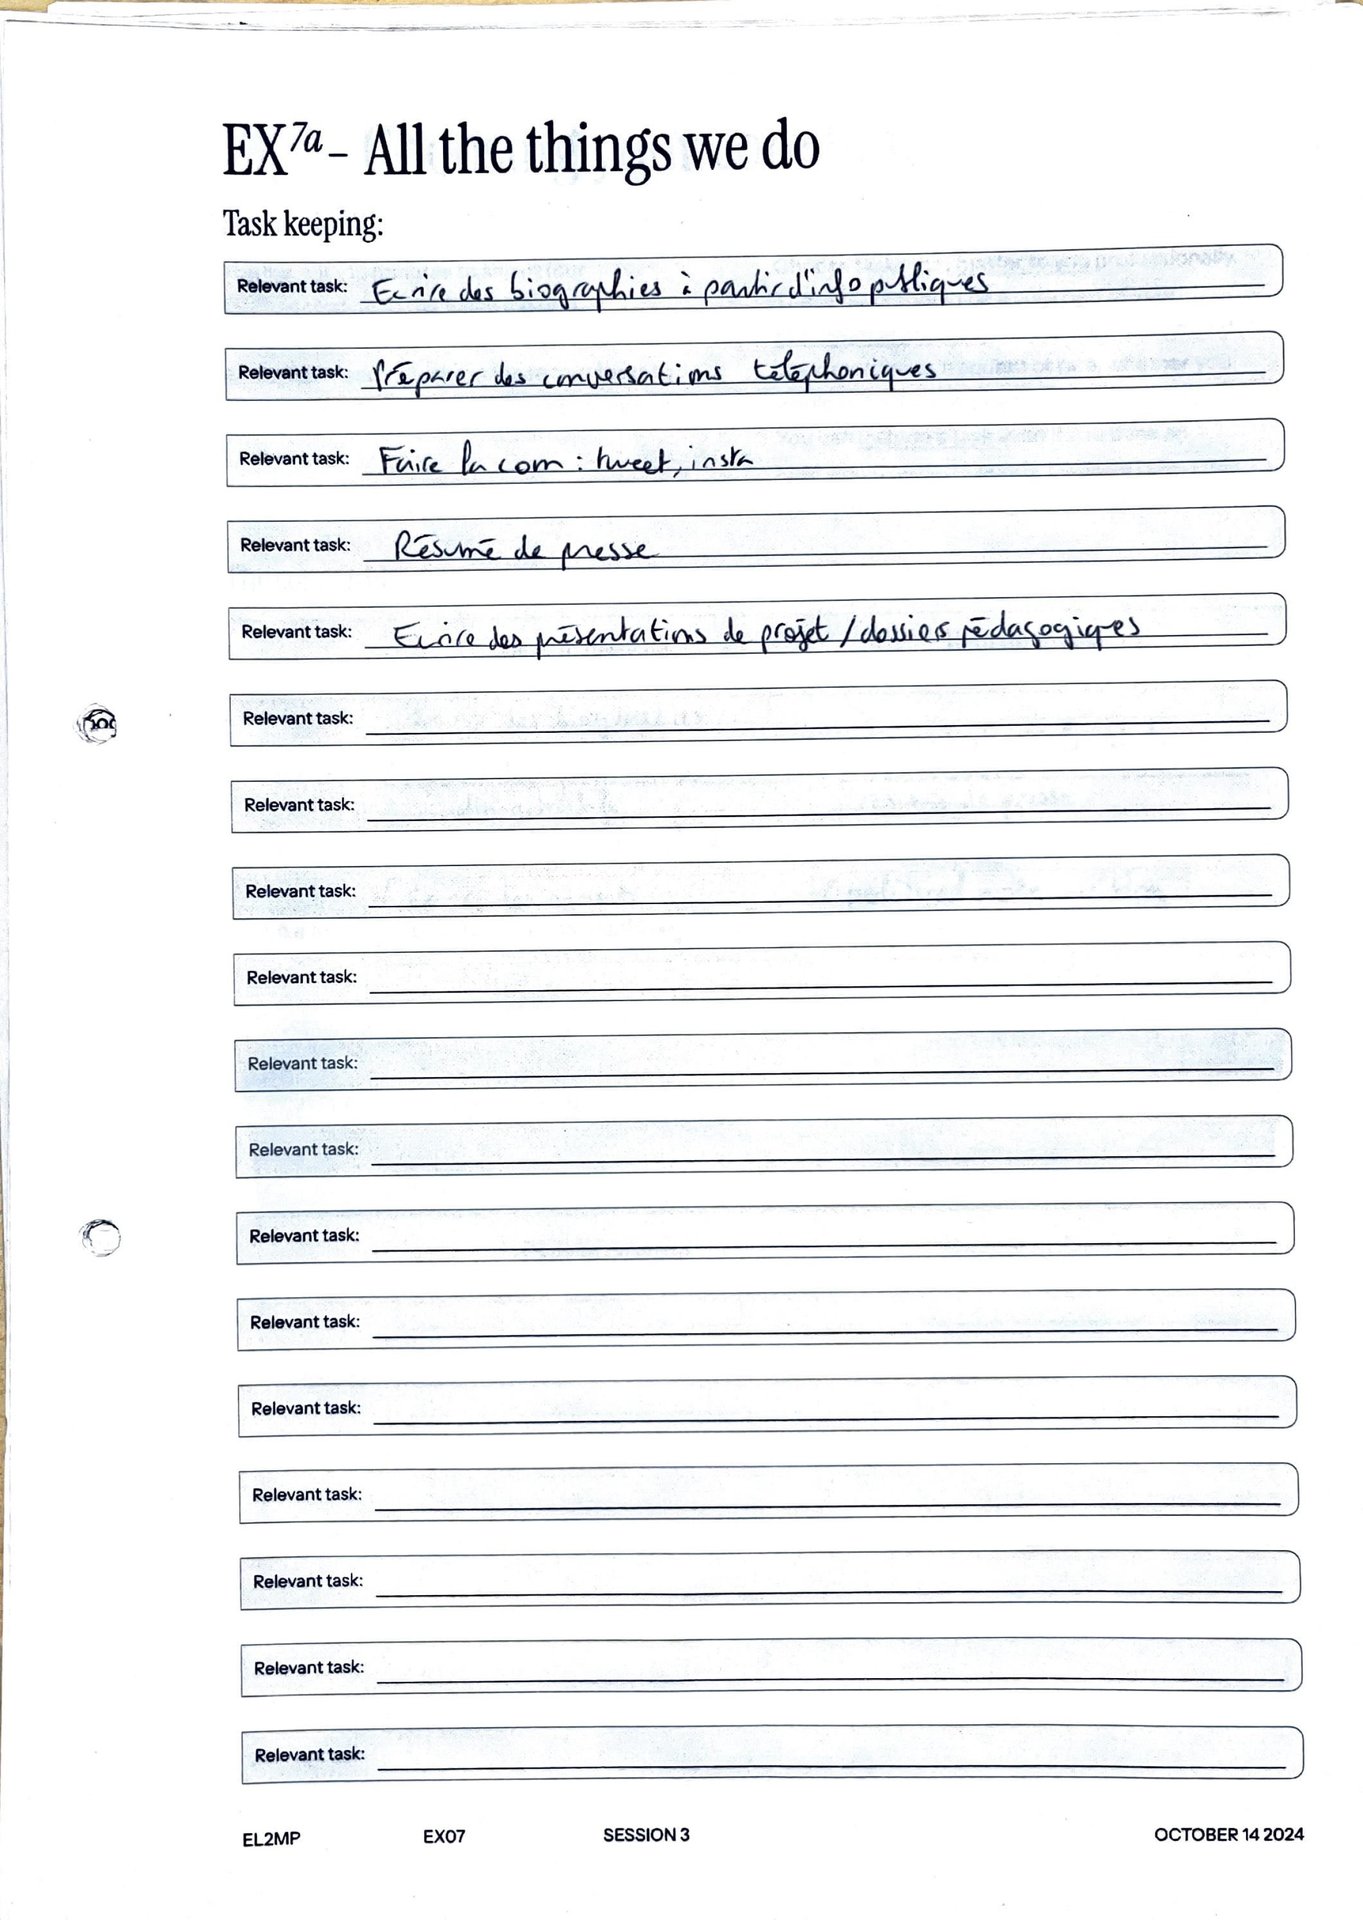 EX7a – All the things we do
Task keeping:
Relevant task: Ecrire des biographies à partir d'info publiques
Relevant task: Préparer des conversations téléphoniques
Relevant task: Faire la com : tweet, insta
Relevant task: Résumé de presse
Relevant task: Ecrire des présentations de projet / dossiers pédagogiques
Relevant task:
Relevant task:
Relevant task:
Relevant task:
Relevant task:
Relevant task:
Relevant task:
Relevant task:
Relevant task:
Relevant task:
Relevant task:
Relevant task:
Relevant task:
EL2MP EX07 SESSION 3 OCTOBER 14 2024